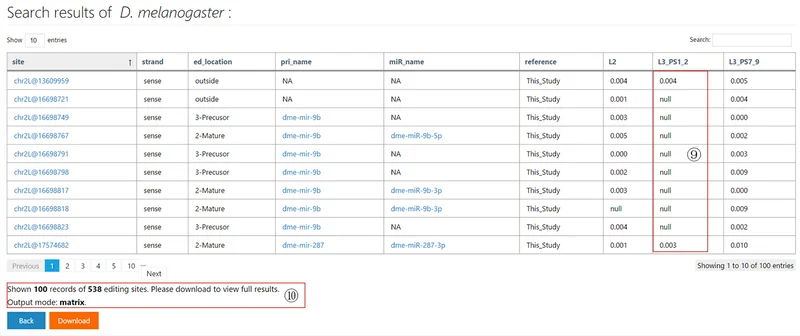 Search results of D. melanogaster :
Show 10 entries Search:
site strand ed_location pri_name miR_name reference L2 L3_PS1_2 L3_PS7_9
chr2L@13609959 sense outside NA NA This_Study 0.004 0.004 0.005
chr2L@16698721 sense outside NA NA This_Study 0.001 null 0.004
chr2L@16698749 sense 3-Precusor dme-mir-9b NA This_Study 0.003 null 0.000
chr2L@16698767 sense 2-Mature dme-mir-9b dme-miR-9b-5p This_Study 0.005 null 0.002
chr2L@16698791 sense 3-Precusor dme-mir-9b NA This_Study 0.000 null 0.003
chr2L@16698798 sense 3-Precusor dme-mir-9b NA This_Study 0.002 null 0.009
chr2L@16698817 sense 2-Mature dme-mir-9b dme-miR-9b-3p This_Study 0.003 null 0.000
chr2L@16698818 sense 2-Mature dme-mir-9b dme-miR-9b-3p This_Study null null 0.009
chr2L@16698823 sense 3-Precusor dme-mir-9b NA This_Study 0.004 null 0.002
chr2L@17574682 sense 2-Mature dme-mir-287 dme-miR-287-3p This_Study 0.001 0.003 0.010
⑨
Previous 1 2 3 4 5 10 ... Next Showing 1 to 10 of 100 entries
Shown 100 records of 538 editing sites. Please download to view full results.
⑩
Output mode: matrix.
Back Download